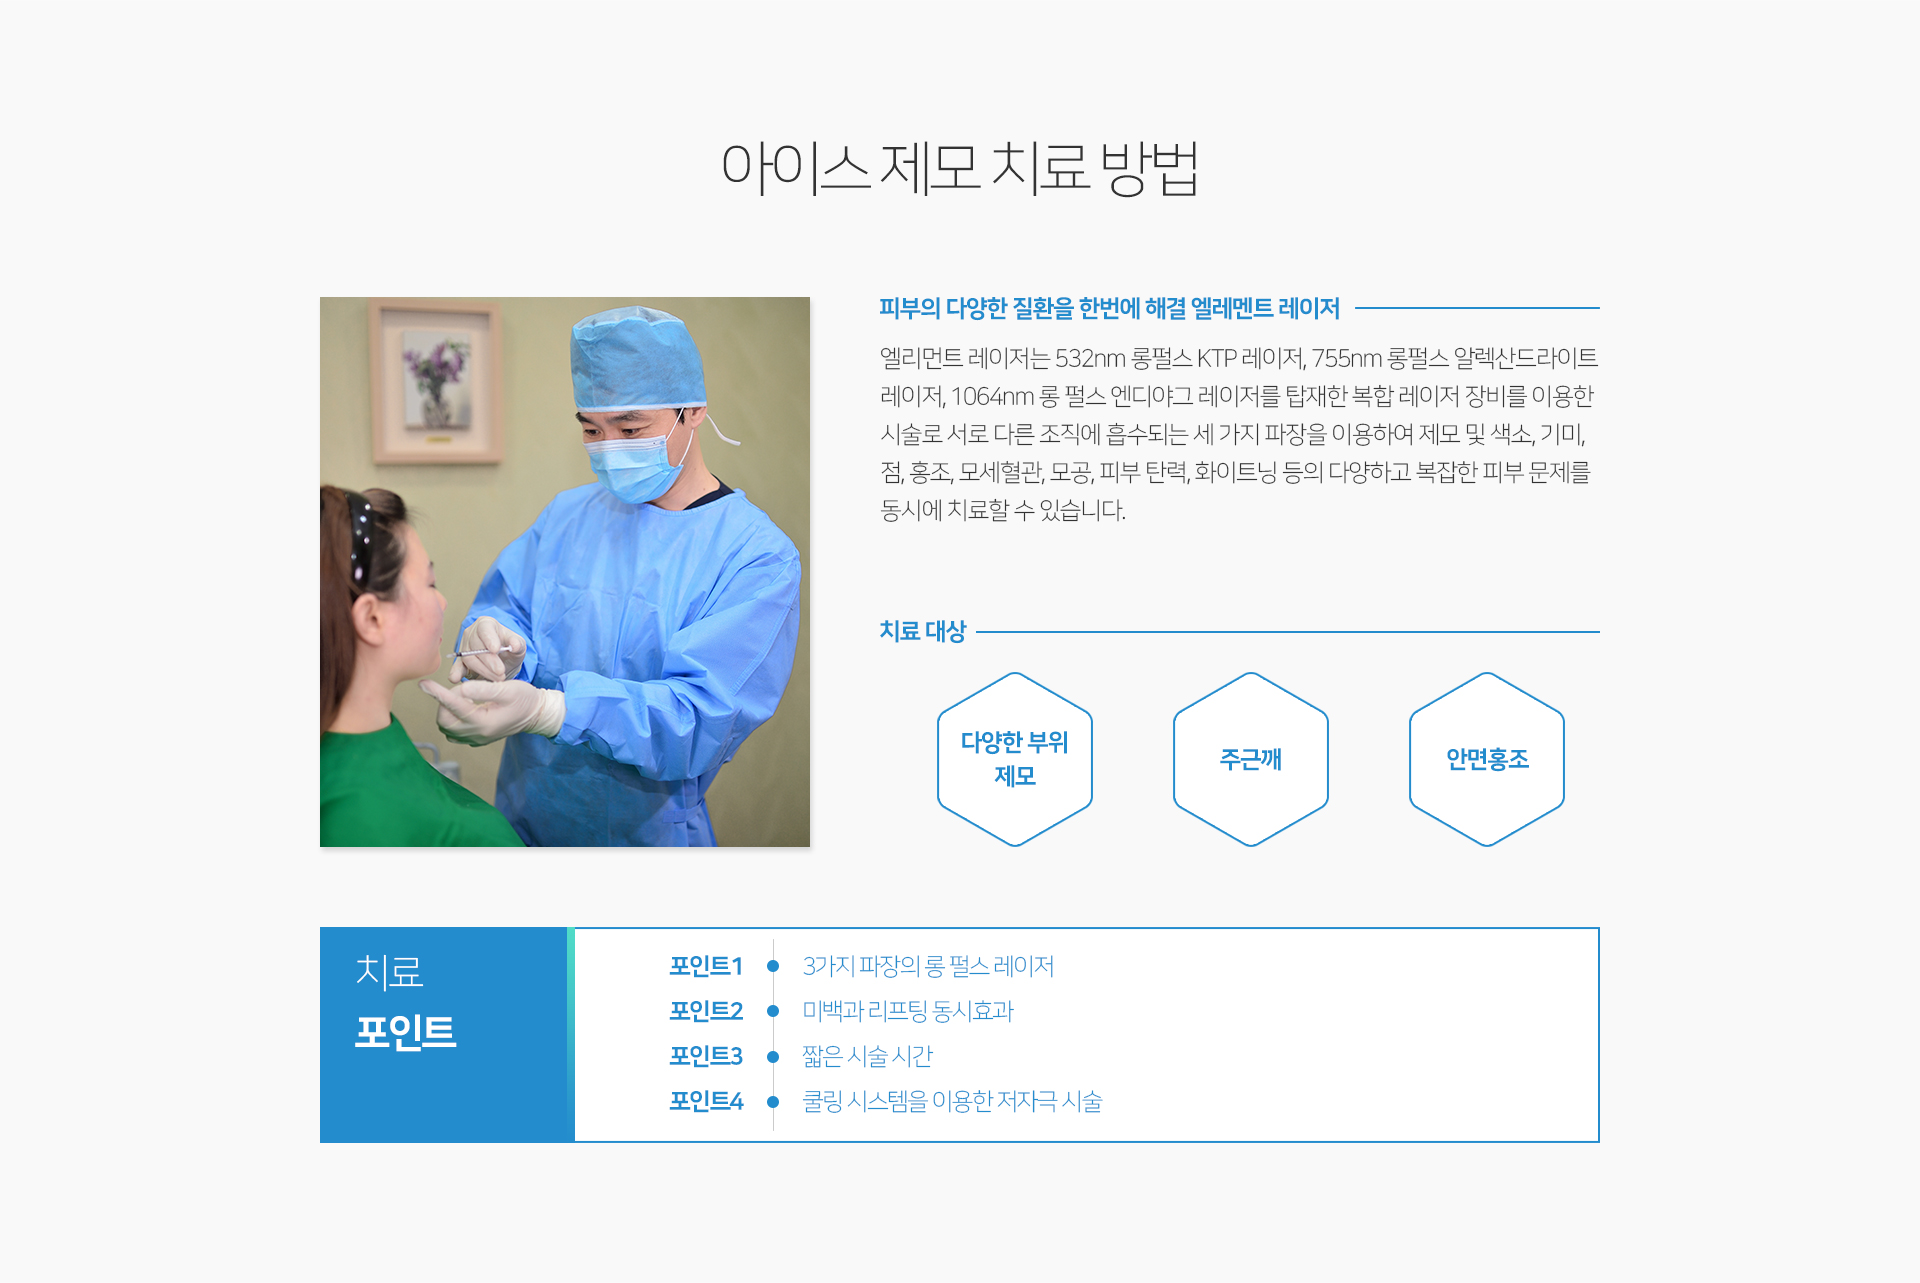 아이스 제모 치료 방법
피부의 다양한 질환을 한번에 해결 엘레멘트 레이저
엘리먼트 레이저는 532nm 롱펄스 KTP 레이저, 755nm 롱펄스 알렉산드라이트
레이저, 1064nm 롱 펄스 엔디야그 레이저를 탑재한 복합 레이저 장비를 이용한
시술로 서로 다른 조직에 흡수되는 세 가지 파장을 이용하여 제모 및 색소, 기미,
점, 홍조, 모세혈관, 모공, 피부 탄력, 화이트닝 등의 다양하고 복잡한 피부 문제를
동시에 치료할 수 있습니다.
치료 대상
다양한 부위
제모
주근깨
안면홍조
치료
포인트
포인트1 3가지 파장의 롱 펄스 레이저
포인트2 미백과 리프팅 동시효과
포인트3 짧은 시술 시간
포인트4 쿨링 시스템을 이용한 저자극 시술